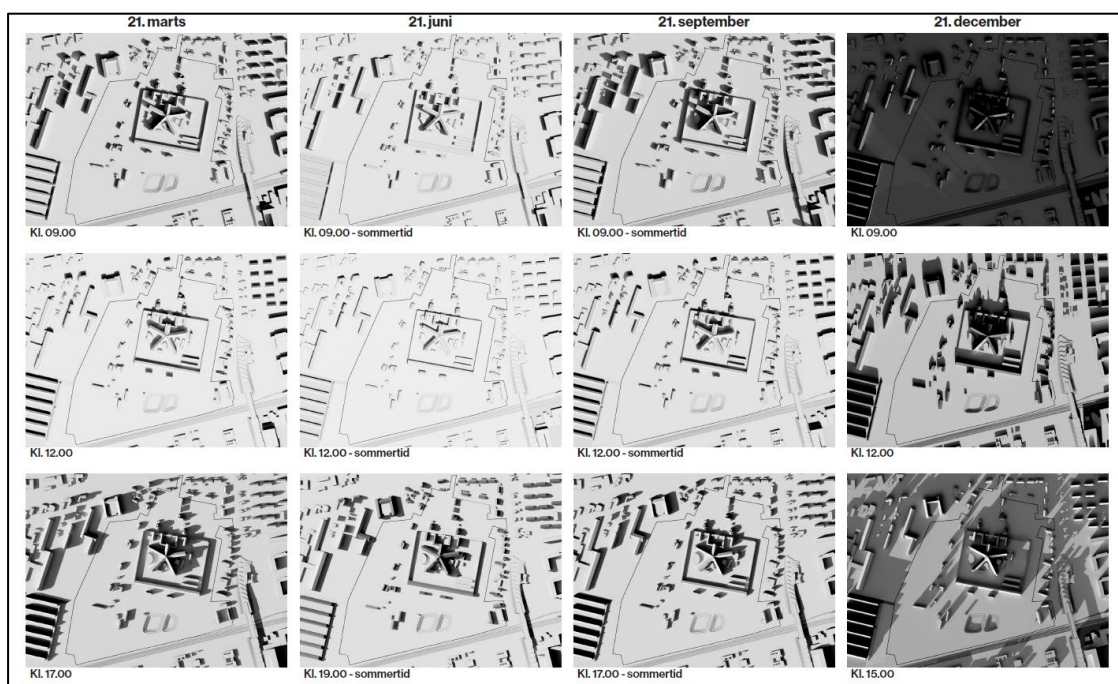 21. marts 21. juni 21. september 21. december
Kl. 09.00 Kl. 09.00 - sommertid Kl. 09.00 - sommertid Kl. 09.00
Kl. 12.00 Kl. 12.00 - sommertid Kl. 12.00 - sommertid Kl. 12.00
Kl. 17.00 Kl. 19.00 - sommertid Kl. 17.00 - sommertid Kl. 15.00